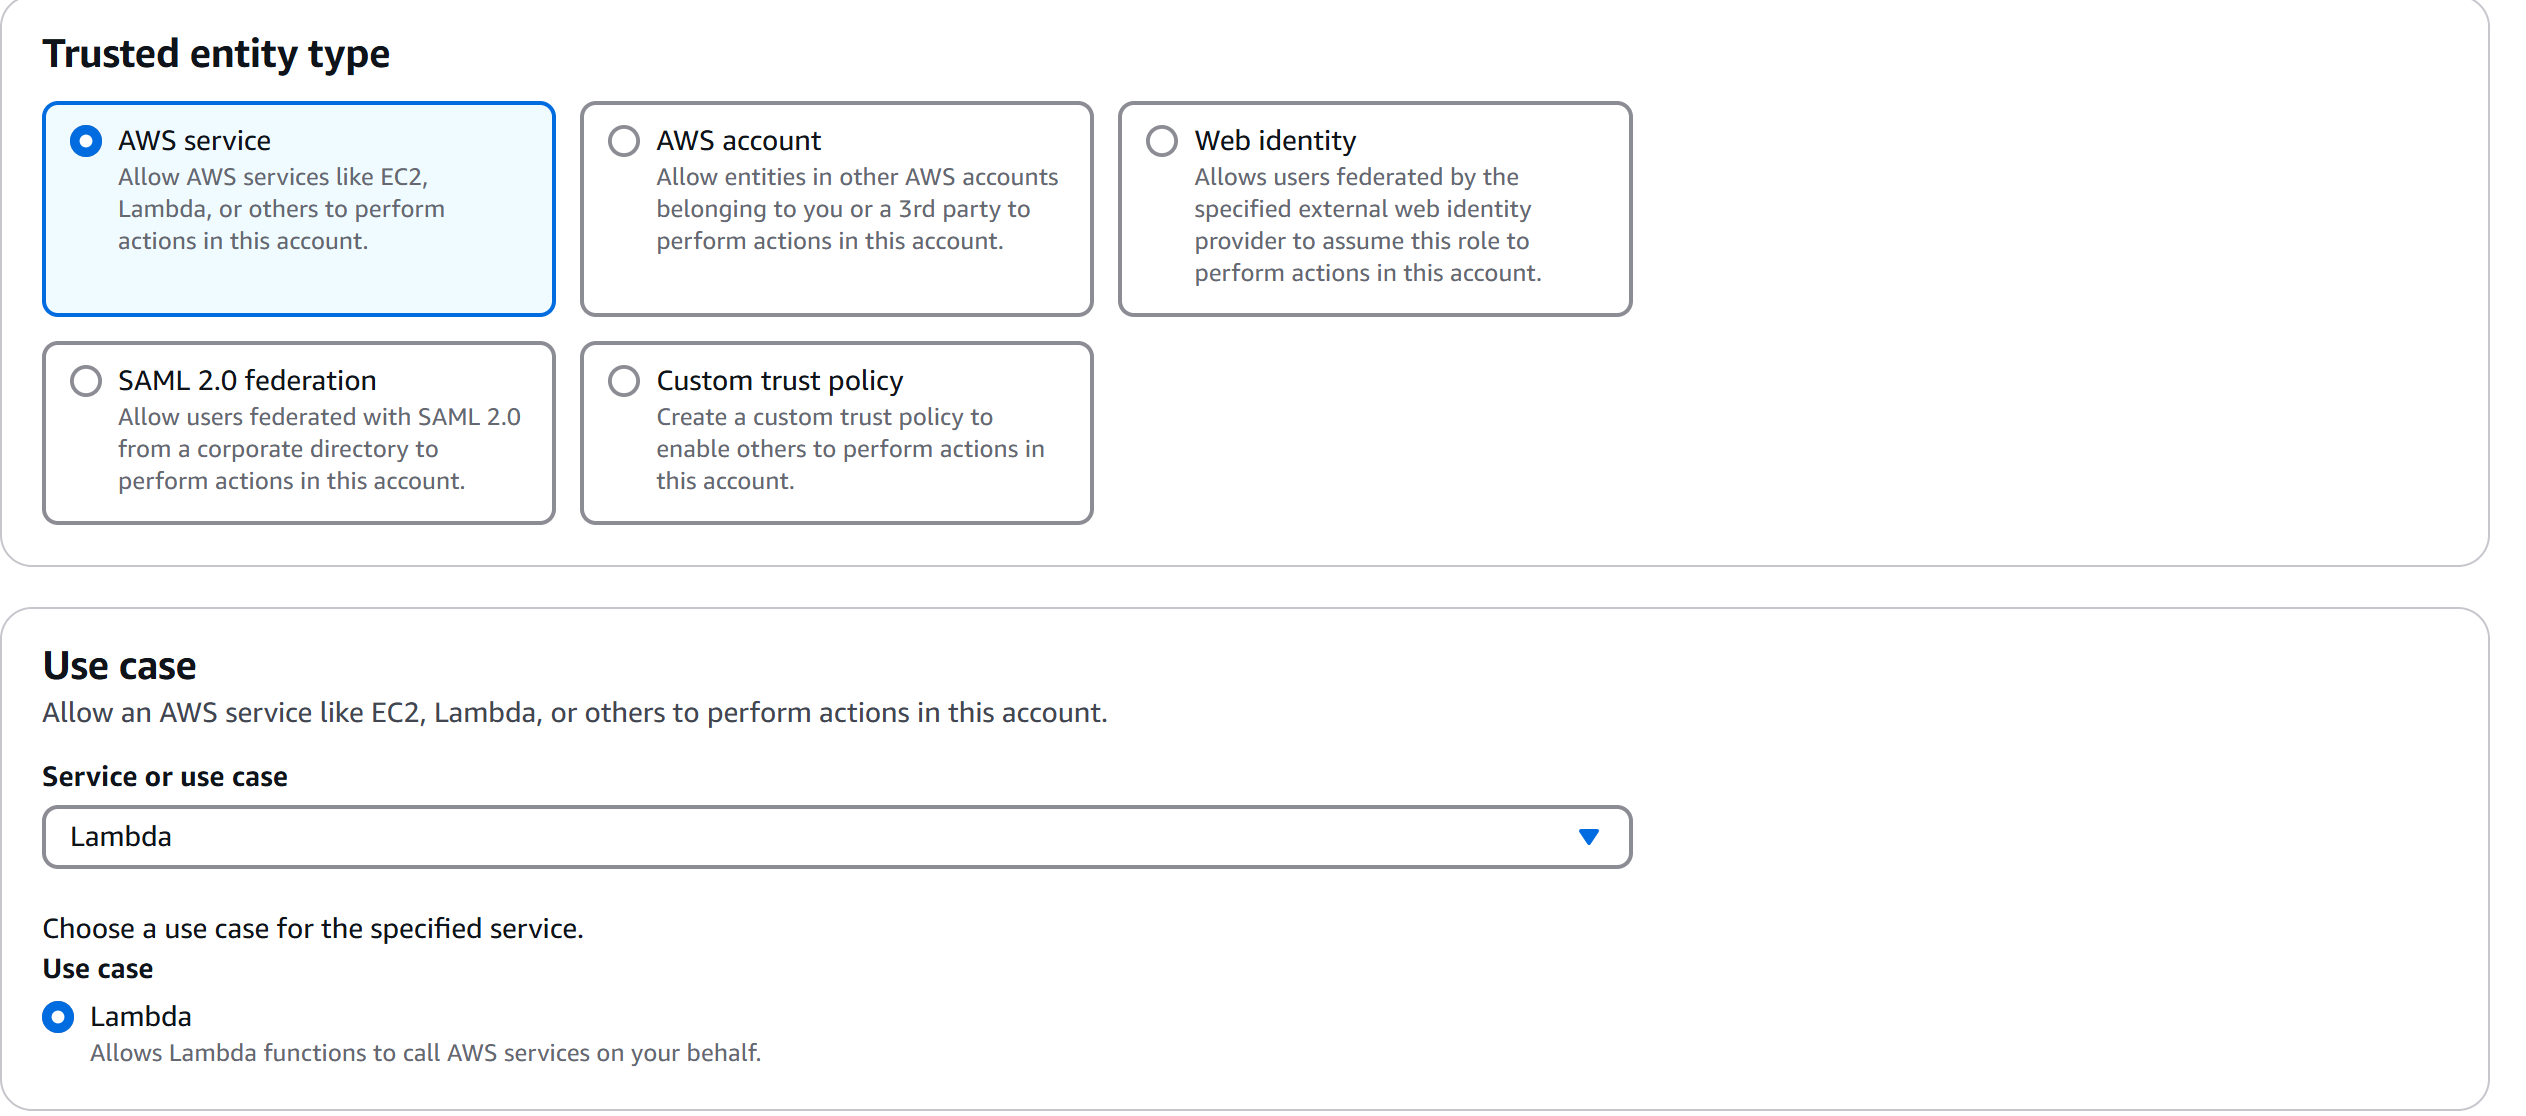 Trusted entity type
AWS service
Allow AWS services like EC2,
Lambda, or others to perform
actions in this account.
AWS account
Allow entities in other AWS accounts
belonging to you or a 3rd party to
perform actions in this account.
Web identity
Allows users federated by the
specified external web identity
provider to assume this role to
perform actions in this account.
SAML 2.0 federation
Allow users federated with SAML 2.0
from a corporate directory to
perform actions in this account.
Custom trust policy
Create a custom trust policy to
enable others to perform actions in
this account.
Use case
Allow an AWS service like EC2, Lambda, or others to perform actions in this account.
Service or use case
Lambda
Choose a use case for the specified service.
Use case
Lambda
Allows Lambda functions to call AWS services on your behalf.